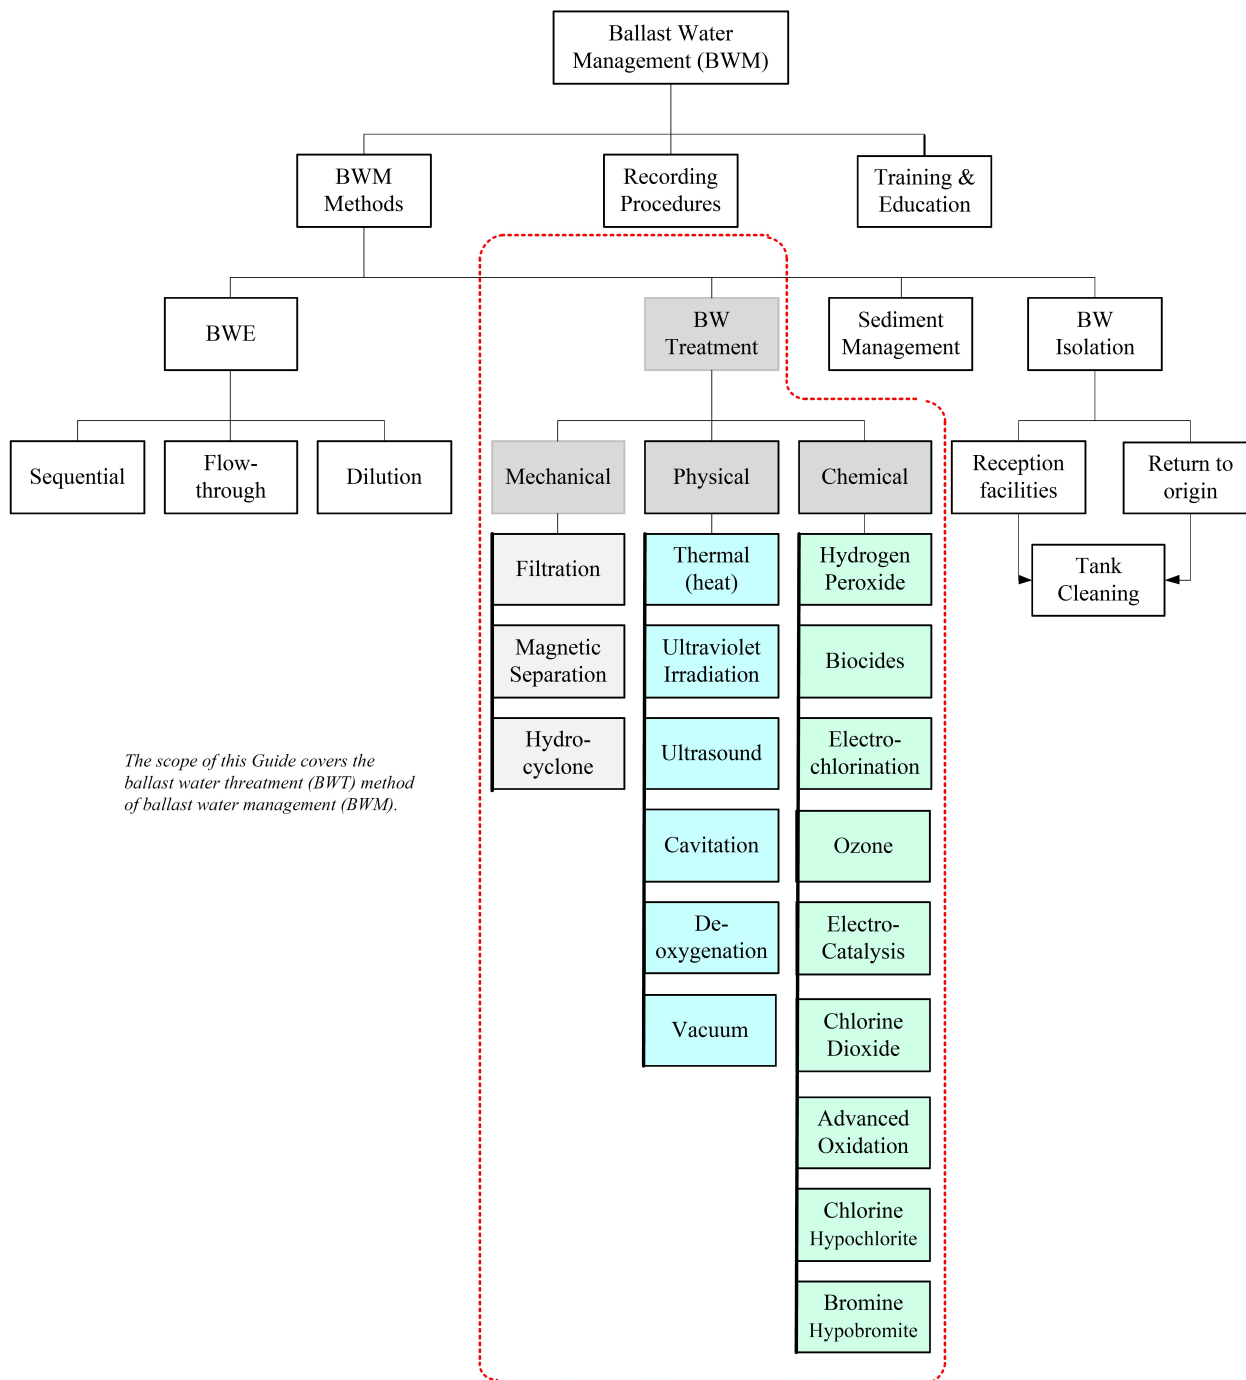 Ballast Water
Management (BWM)
BWM
Methods
Recording
Procedures
Training &
Education
BWE
BW
Treatment
Sediment
Management
BW
Isolation
Sequential
Flow-
through
Dilution
Mechanical
Physical
Chemical
Reception
facilities
Return to
origin
Tank
Cleaning
Filtration
Magnetic
Separation
Hydro-
cyclone
Thermal
(heat)
Ultraviolet
Irradiation
Ultrasound
Cavitation
De-
oxygenation
Vacuum
Hydrogen
Peroxide
Biocides
Electro-
chlorination
Ozone
Electro-
Catalysis
Chlorine
Dioxide
Advanced
Oxidation
Chlorine
Hypochlorite
Bromine
Hypobromite
The scope of this Guide covers the
ballast water threatment (BWT) method
of ballast water management (BWM).